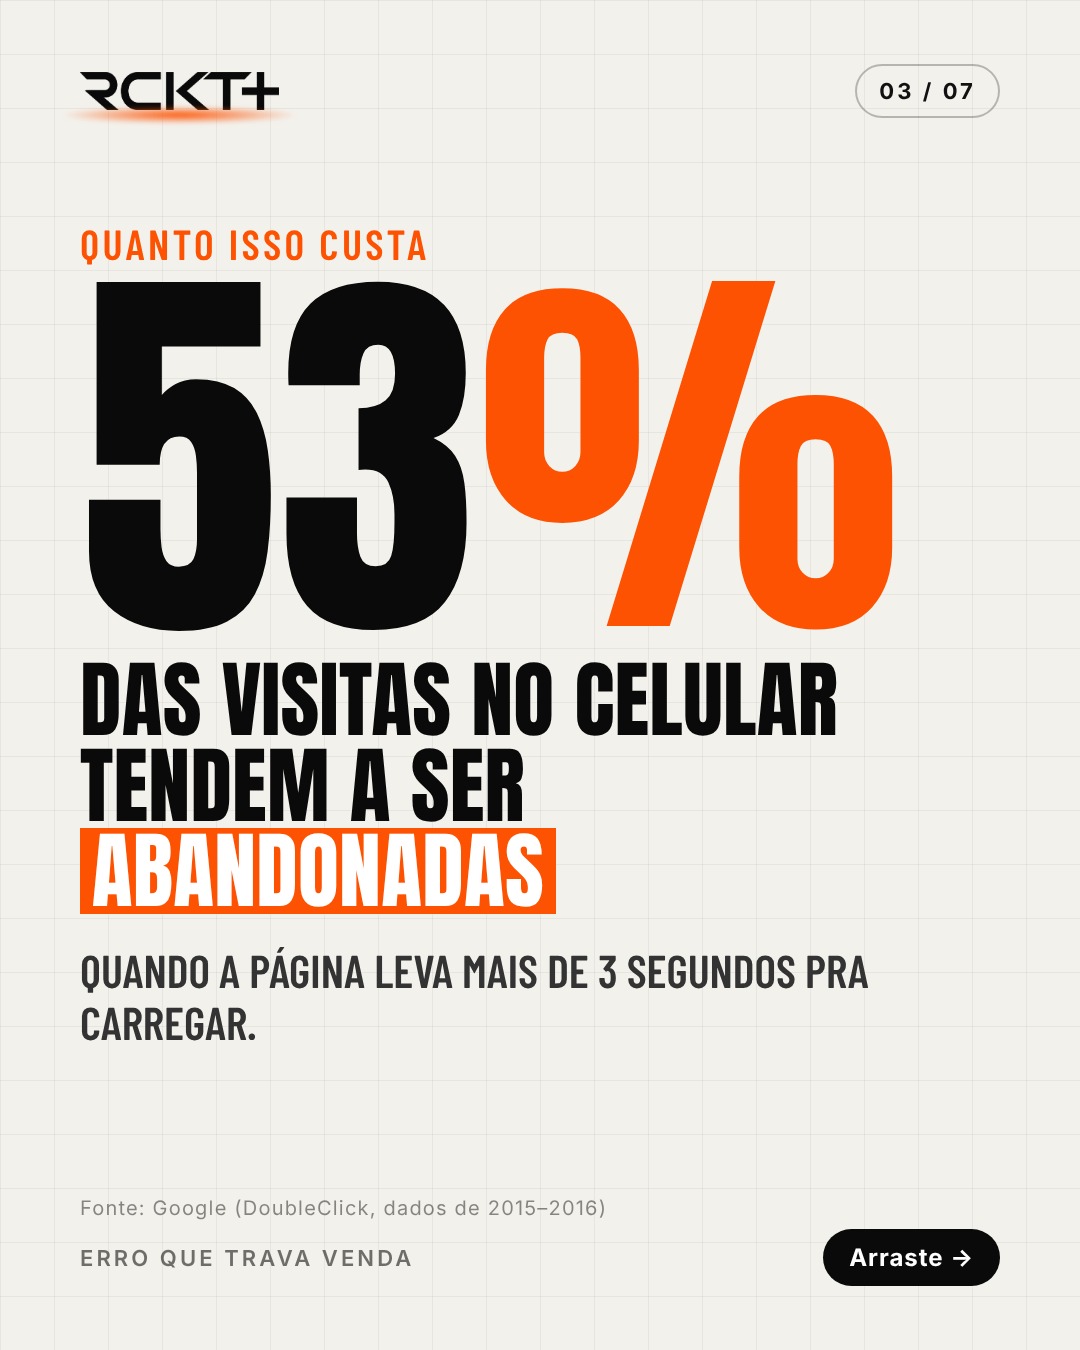 RCKT+
03 / 07
QUANTO ISSO CUSTA
53%
DAS VISITAS NO CELULAR
TENDEM A SER
ABANDONADAS
QUANDO A PÁGINA LEVA MAIS DE 3 SEGUNDOS PRA
CARREGAR.
Fonte: Google (DoubleClick, dados de 2015–2016)
ERRO QUE TRAVA VENDA
Arraste →